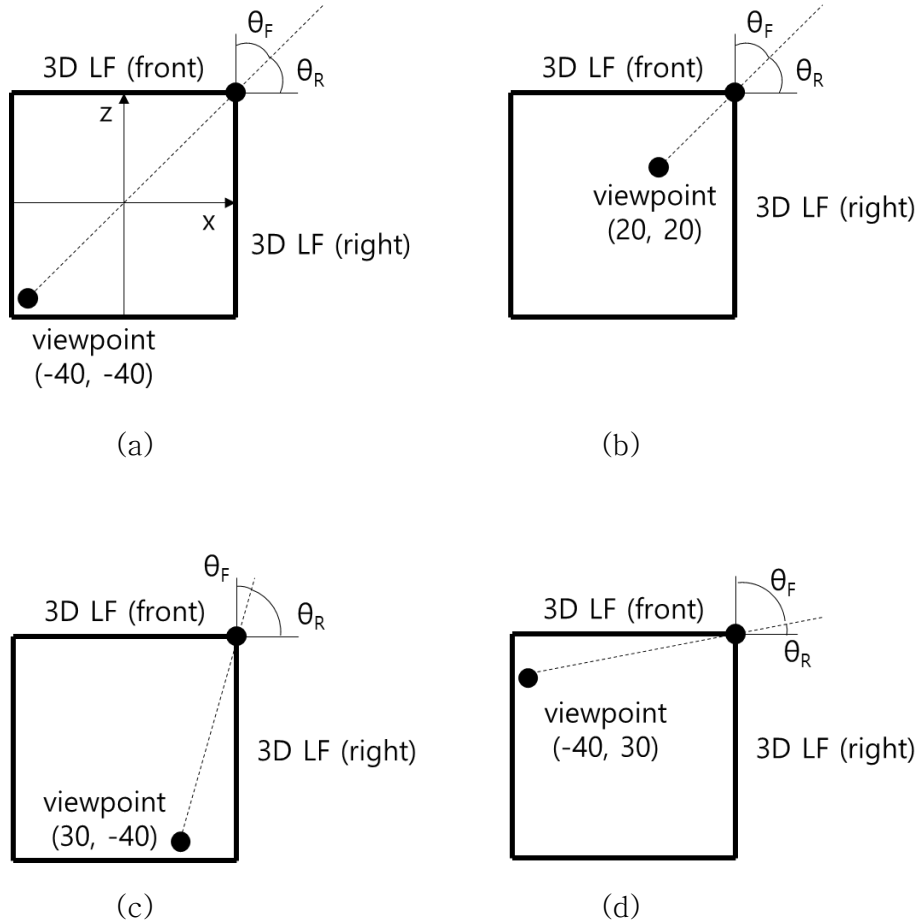 θF
3D LF (front)
θR
z
x
3D LF (right)
viewpoint
(-40, -40)
(a)
θF
3D LF (front)
θR
viewpoint
(20, 20)
3D LF (right)
(b)
θF
3D LF (front)
θR
3D LF (right)
viewpoint
(30, -40)
(c)
θF
3D LF (front)
θR
viewpoint
(-40, 30)
3D LF (right)
(d)